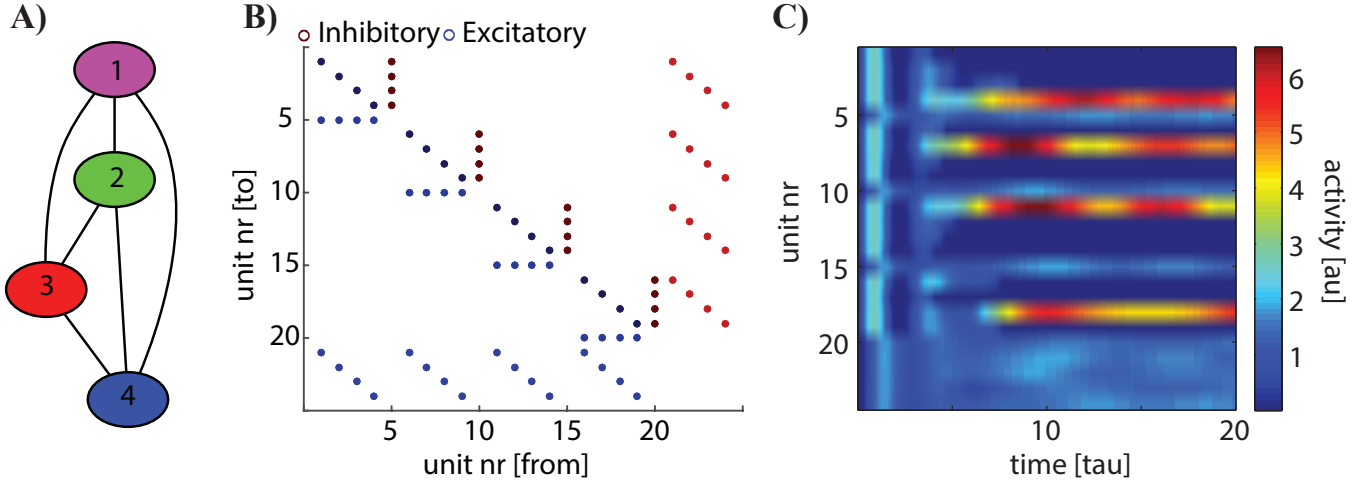 A)
1
2
3
4
B)
Inhibitory Excitatory
unit nr [to]
5
10
15
20
5 10 15 20
unit nr [from]
C)
unit nr
5
10
15
20
10 20
time [tau]
6
5
4
3
2
1
activity [au]